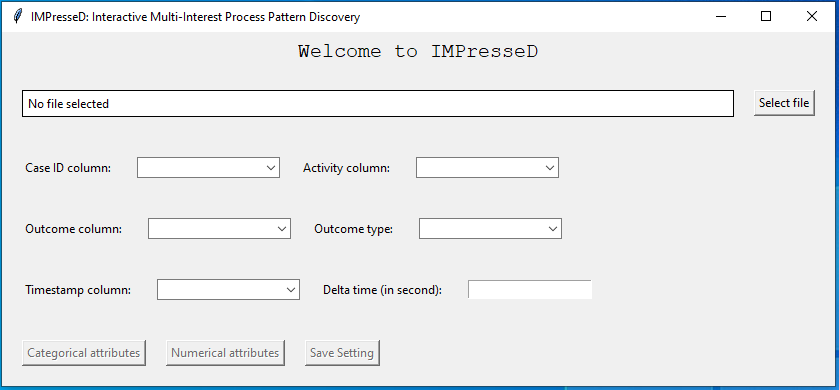 IMPresseD: Interactive Multi-Interest Process Pattern Discovery
Welcome to IMPresseD
No file selected
Select file
Case ID column:
Activity column:
Outcome column:
Outcome type:
Timestamp column:
Delta time (in second):
Categorical attributes
Numerical attributes
Save Setting